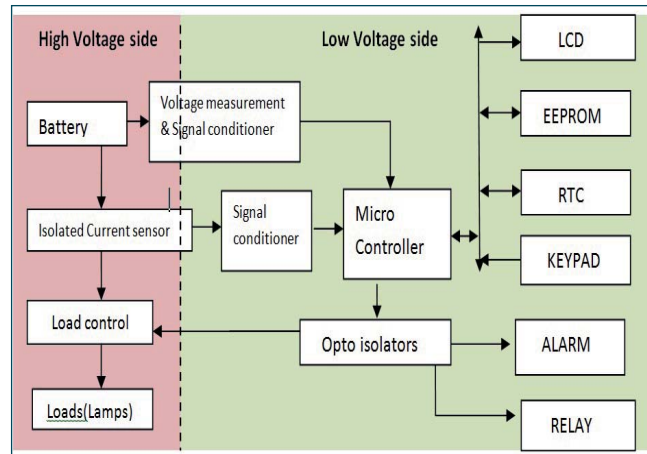 High Voltage side
Low Voltage side
LCD
Battery
Voltage measurement
& Signal conditioner
EEPROM
RTC
Isolated Current sensor
Signal
conditioner
Micro
Controller
KEYPAD
Load control
Opto isolators
ALARM
Loads(Lamps)
RELAY